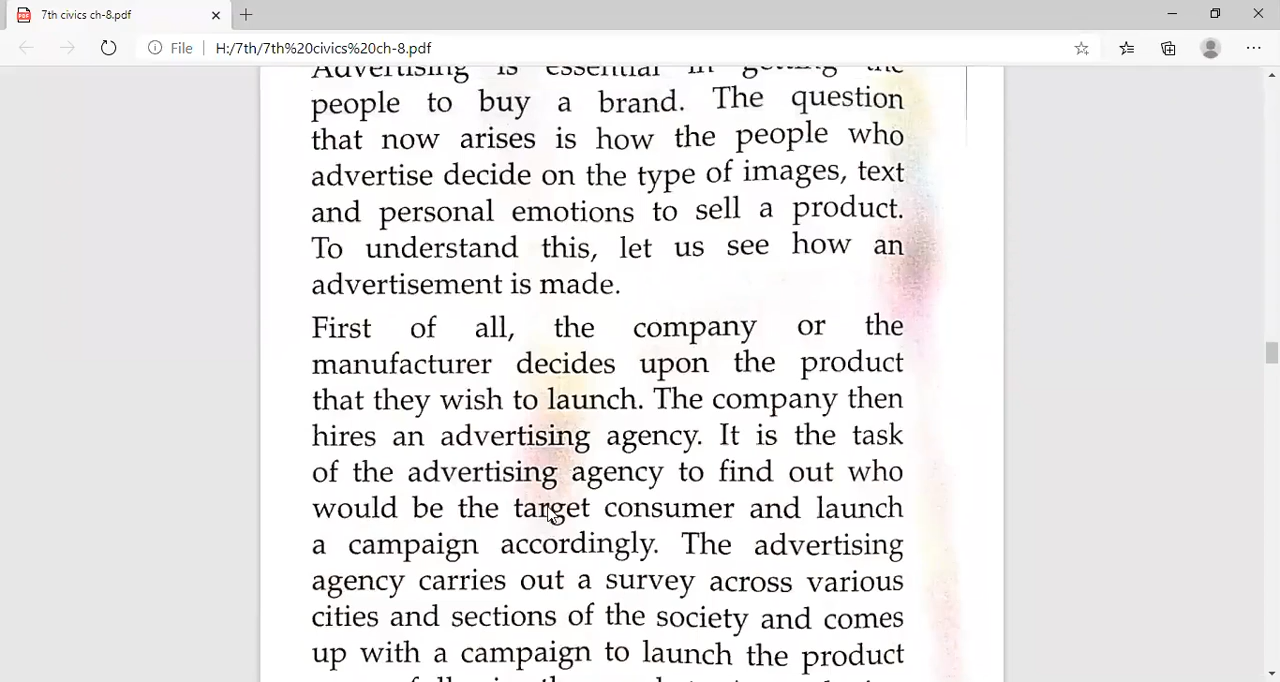 7th civics ch-8.pdf
File | H:/7th/7th%20civics%20ch-8.pdf
Advertising is essential in getting the
people to buy a brand. The question
that now arises is how the people who
advertise decide on the type of images, text
and personal emotions to sell a product.
To understand this, let us see how an
advertisement is made.
First of all, the company or the
manufacturer decides upon the product
that they wish to launch. The company then
hires an advertising agency. It is the task
of the advertising agency to find out who
would be the target consumer and launch
a campaign accordingly. The advertising
agency carries out a survey across various
cities and sections of the society and comes
up with a campaign to launch the product